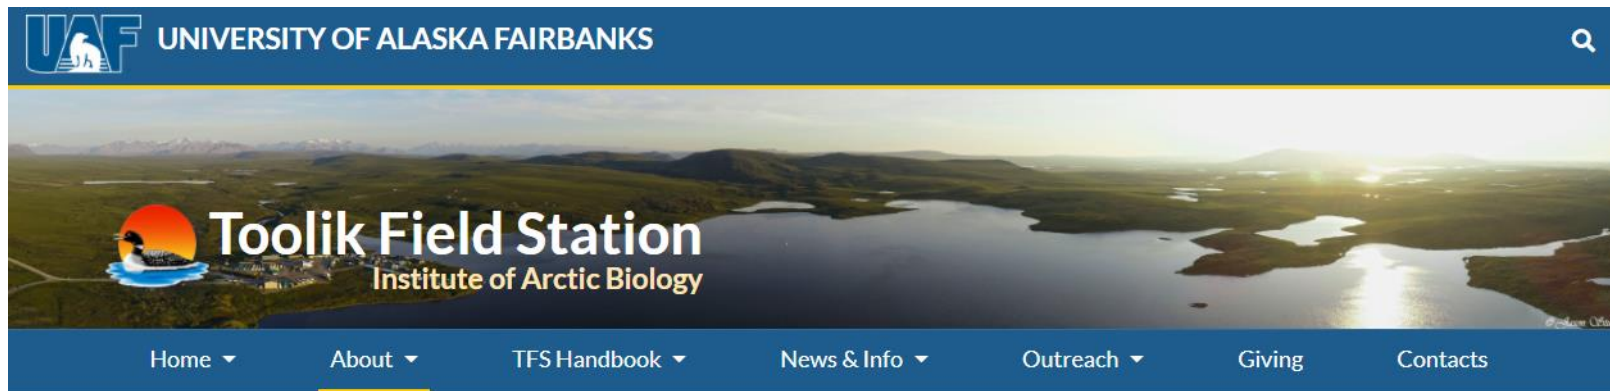 UAF
UNIVERSITY OF ALASKA FAIRBANKS
Toolik Field Station
Institute of Arctic Biology
Home
About
TFS Handbook
News & Info
Outreach
Giving
Contacts